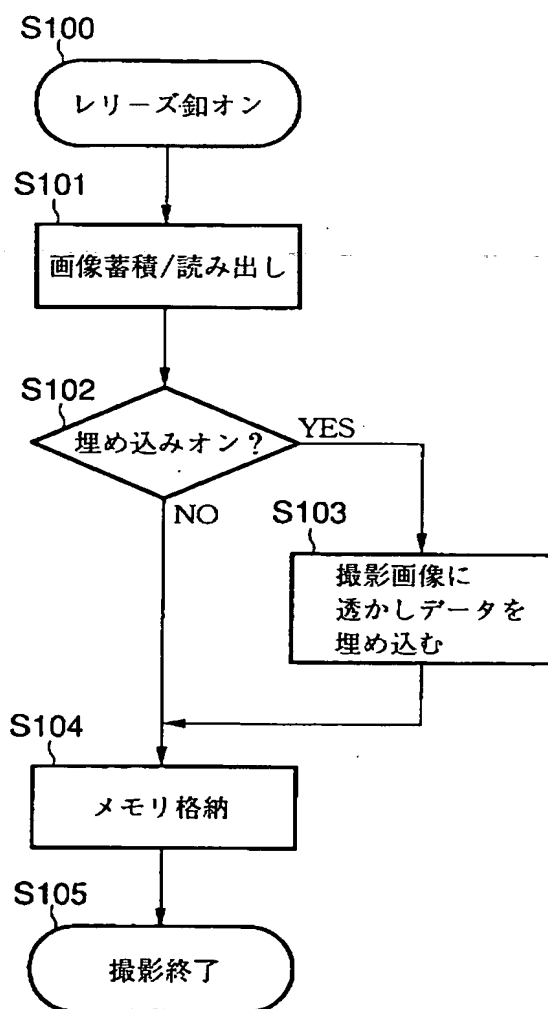 S100
レリーズ釦オン
S101
画像蓄積/読み出し
S102
埋め込みオン?
YES
NO
S103
撮影画像に
透かしデータを
埋め込む
S104
メモリ格納
S105
撮影終了